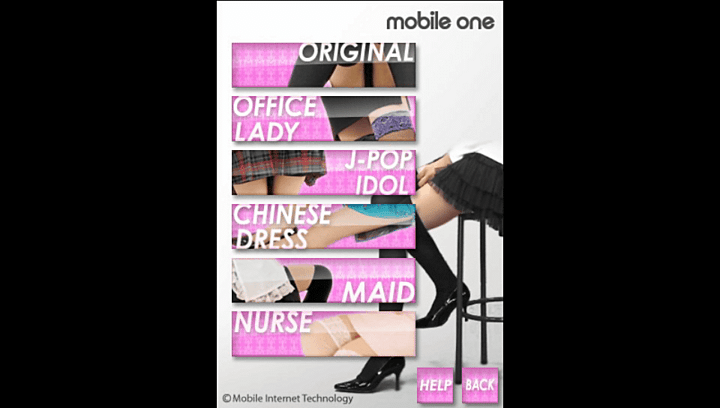 mobile one
ORIGINAL
OFFICE
LADY
J-POP
IDOL
CHINESE
DRESS
MAID
NURSE
HELP
BACK
© Mobile Internet Technology